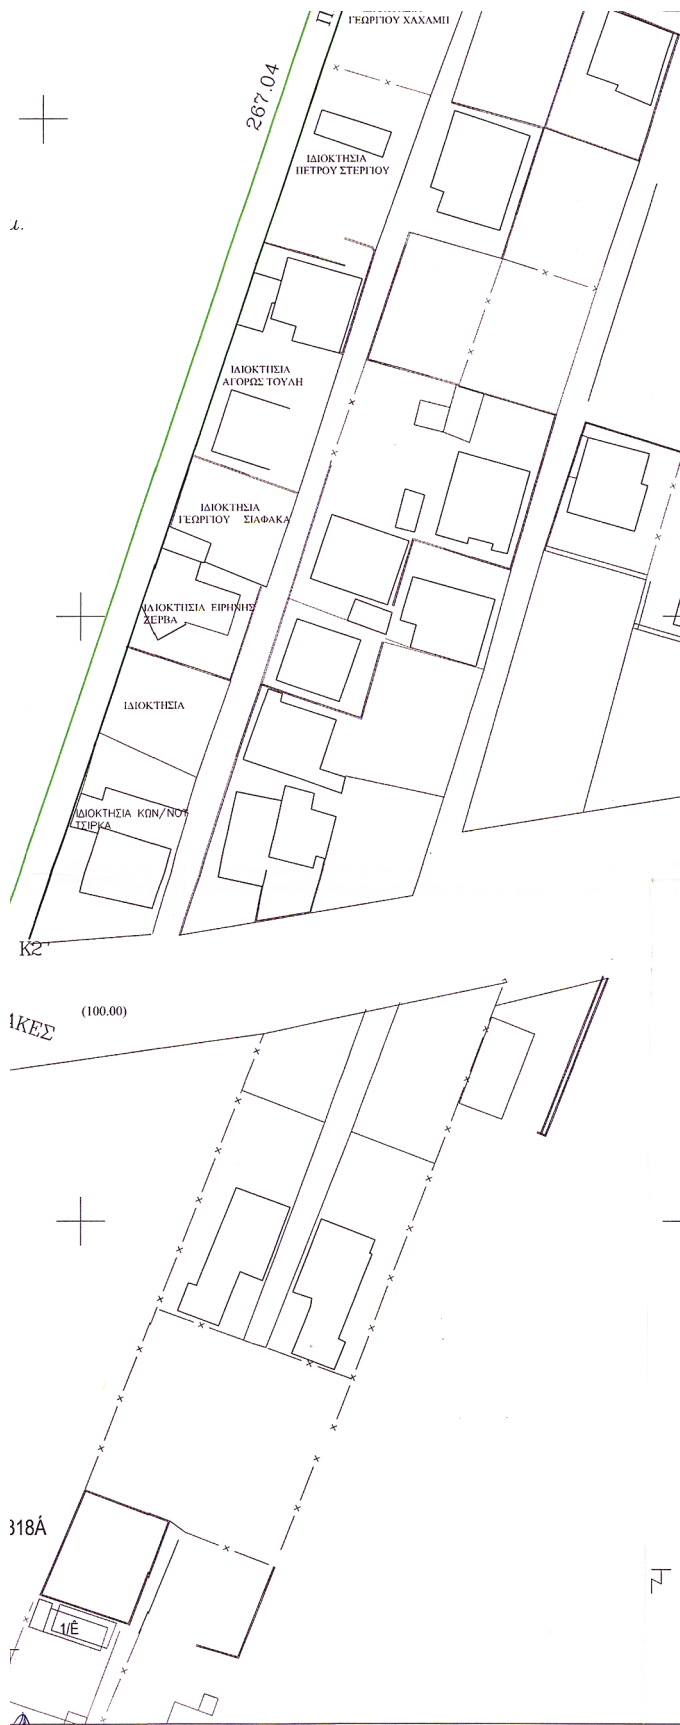 Π
ΓΕΩΡΓΙΟΥ ΧΑΧΑΜΗ
267.04
ΙΔΙΟΚΤΗΣΙΑ
ΠΕΤΡΟΥ ΣΤΕΡΓΙΟΥ
μ.
ΙΔΙΟΚΤΗΣΙΑ
ΑΓΟΡΩΣ ΤΟΥΛΗ
ΙΔΙΟΚΤΗΣΙΑ
ΓΕΩΡΓΙΟΥ ΣΙΑΦΑΚΑ
ΙΔΙΟΚΤΗΣΙΑ ΕΙΡΗΝΗΣ
ΖΕΡΒΑ
ΙΔΙΟΚΤΗΣΙΑ
ΙΔΙΟΚΤΗΣΙΑ ΚΩΝ/ΝΟΥ
ΤΣΙΡΚΑ
Κ2'
(100.00)
ΑΚΕΣ
318Á
1/Ê